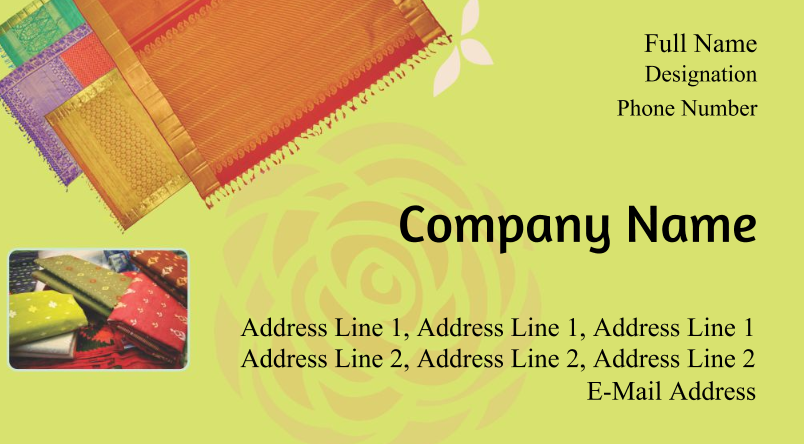 Full Name
Designation
Phone Number
Company Name
Address Line 1, Address Line 1, Address Line 1
Address Line 2, Address Line 2, Address Line 2
E-Mail Address